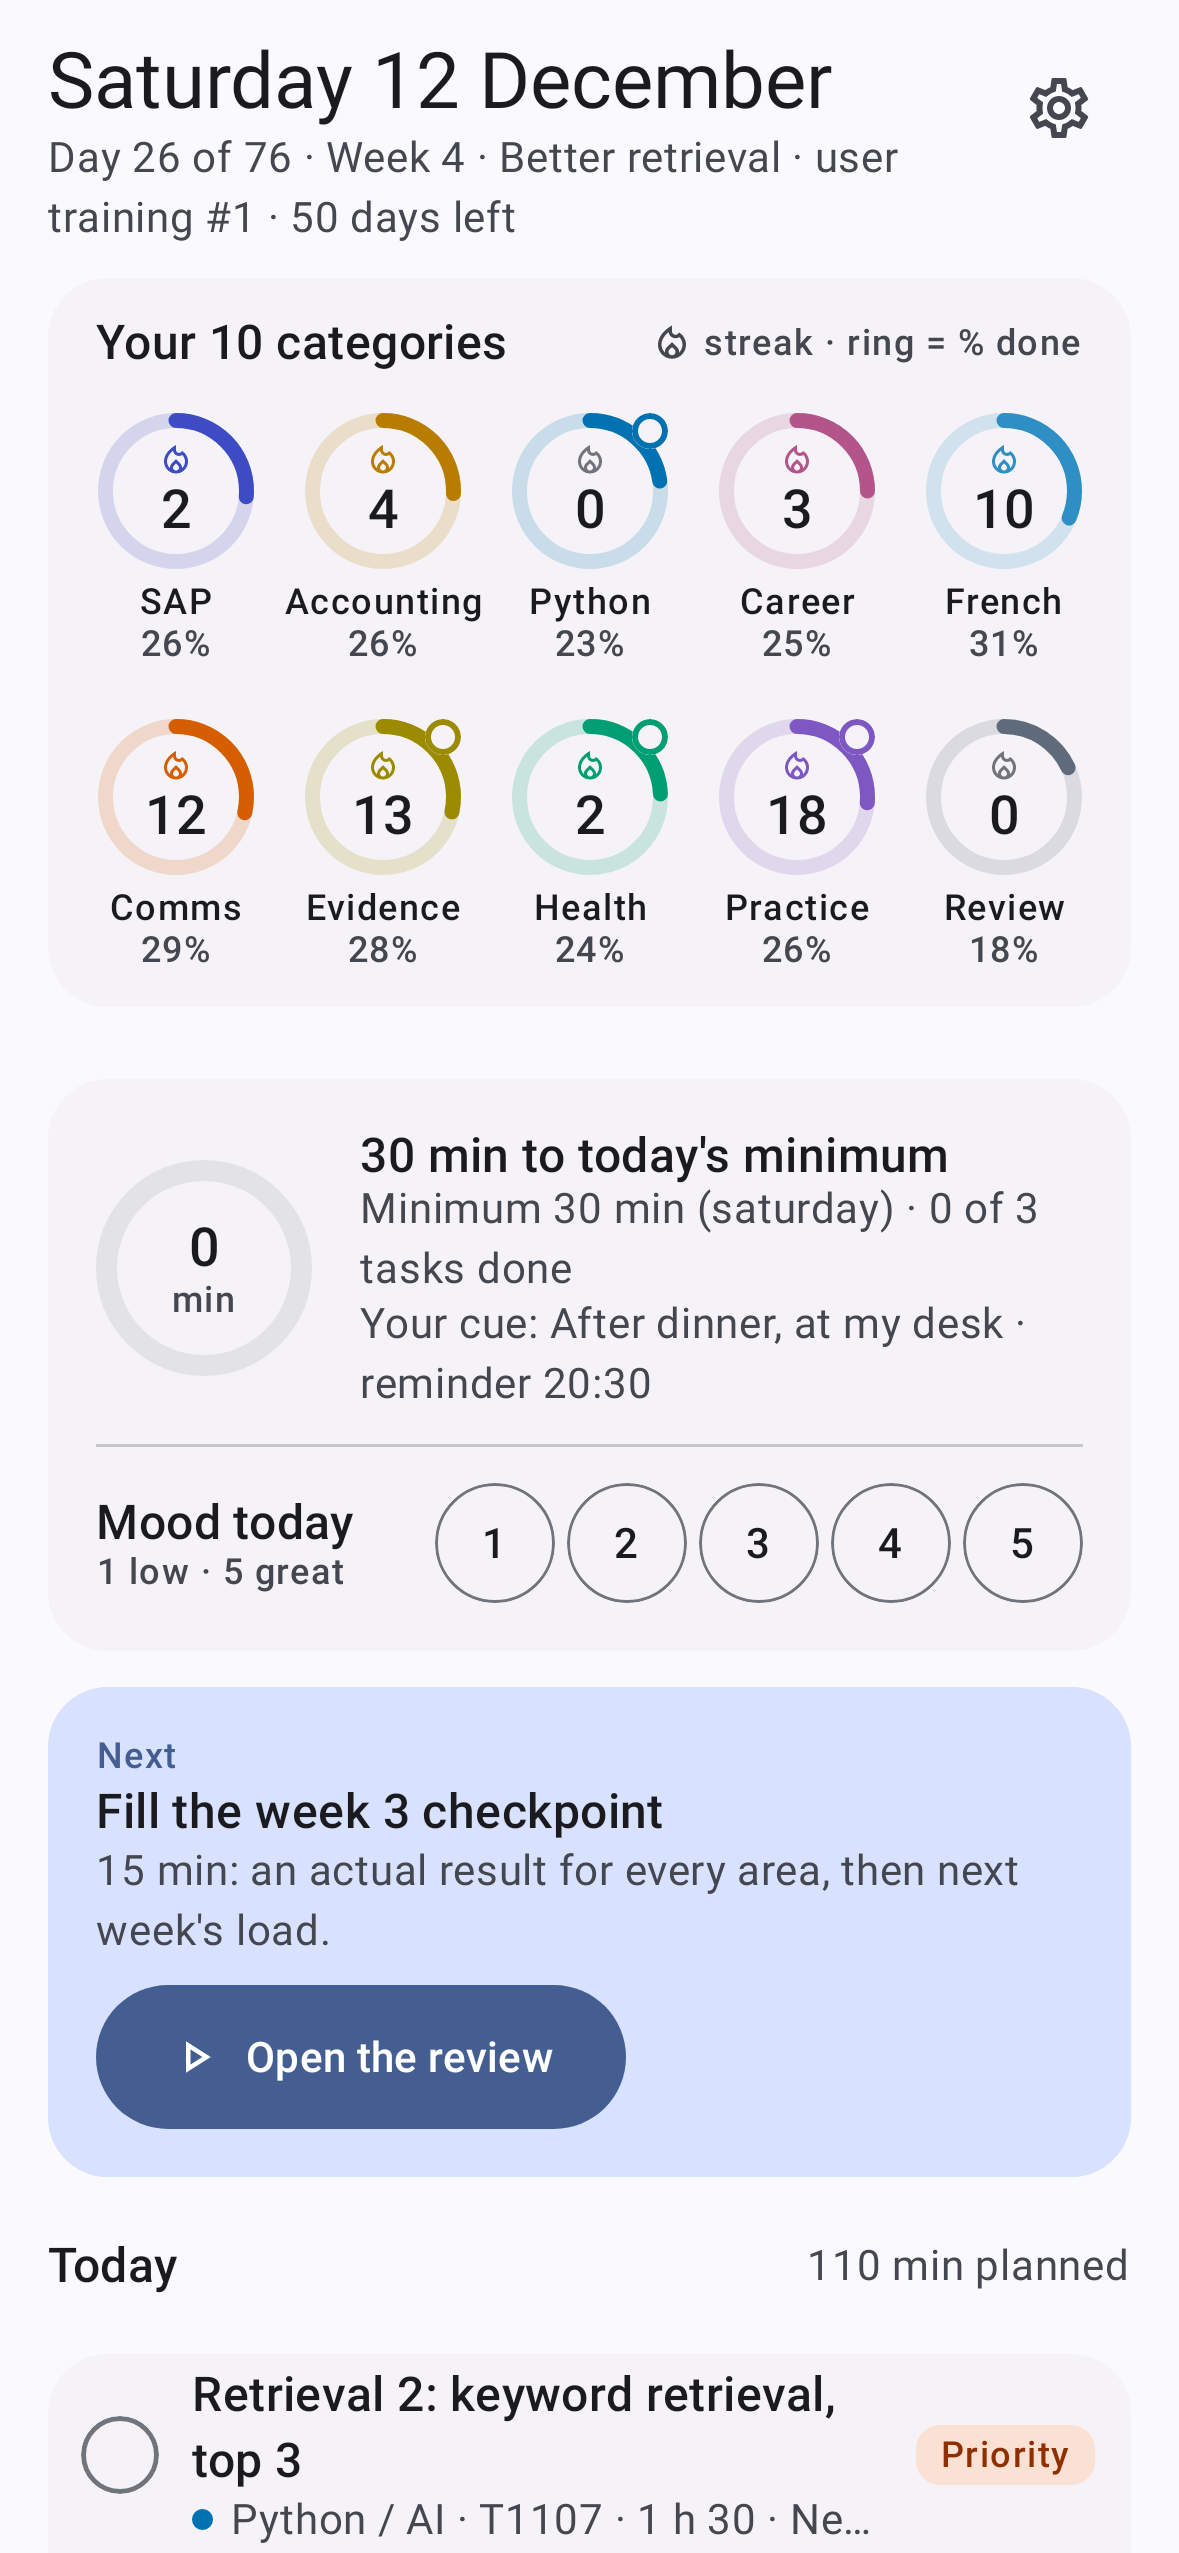 Saturday 12 December
Day 26 of 76 · Week 4 · Better retrieval · user
training #1 · 50 days left
Your 10 categories
streak · ring = % done
2
4
0
3
10
SAP
Accounting
Python
Career
French
26%
26%
23%
25%
31%
12
13
2
18
0
Comms
Evidence
Health
Practice
Review
29%
28%
24%
26%
18%
0
min
30 min to today's minimum
Minimum 30 min (saturday) · 0 of 3
tasks done
Your cue: After dinner, at my desk ·
reminder 20:30
Mood today
1 low · 5 great
1
2
3
4
5
Next
Fill the week 3 checkpoint
15 min: an actual result for every area, then next
week's load.
Open the review
Today
110 min planned
Retrieval 2: keyword retrieval,
top 3
Priority
Python / AI · T1107 · 1 h 30 · Ne…